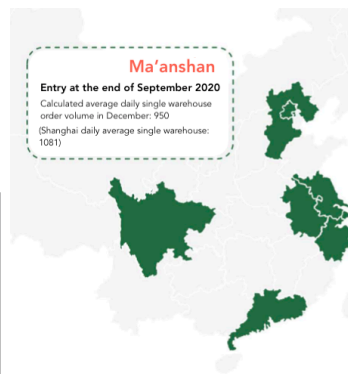 Ma'anshan
Entry at the end of September 2020
Calculated average daily single warehouse
order volume in December: 950
(Shanghai daily average single warehouse:
1081)